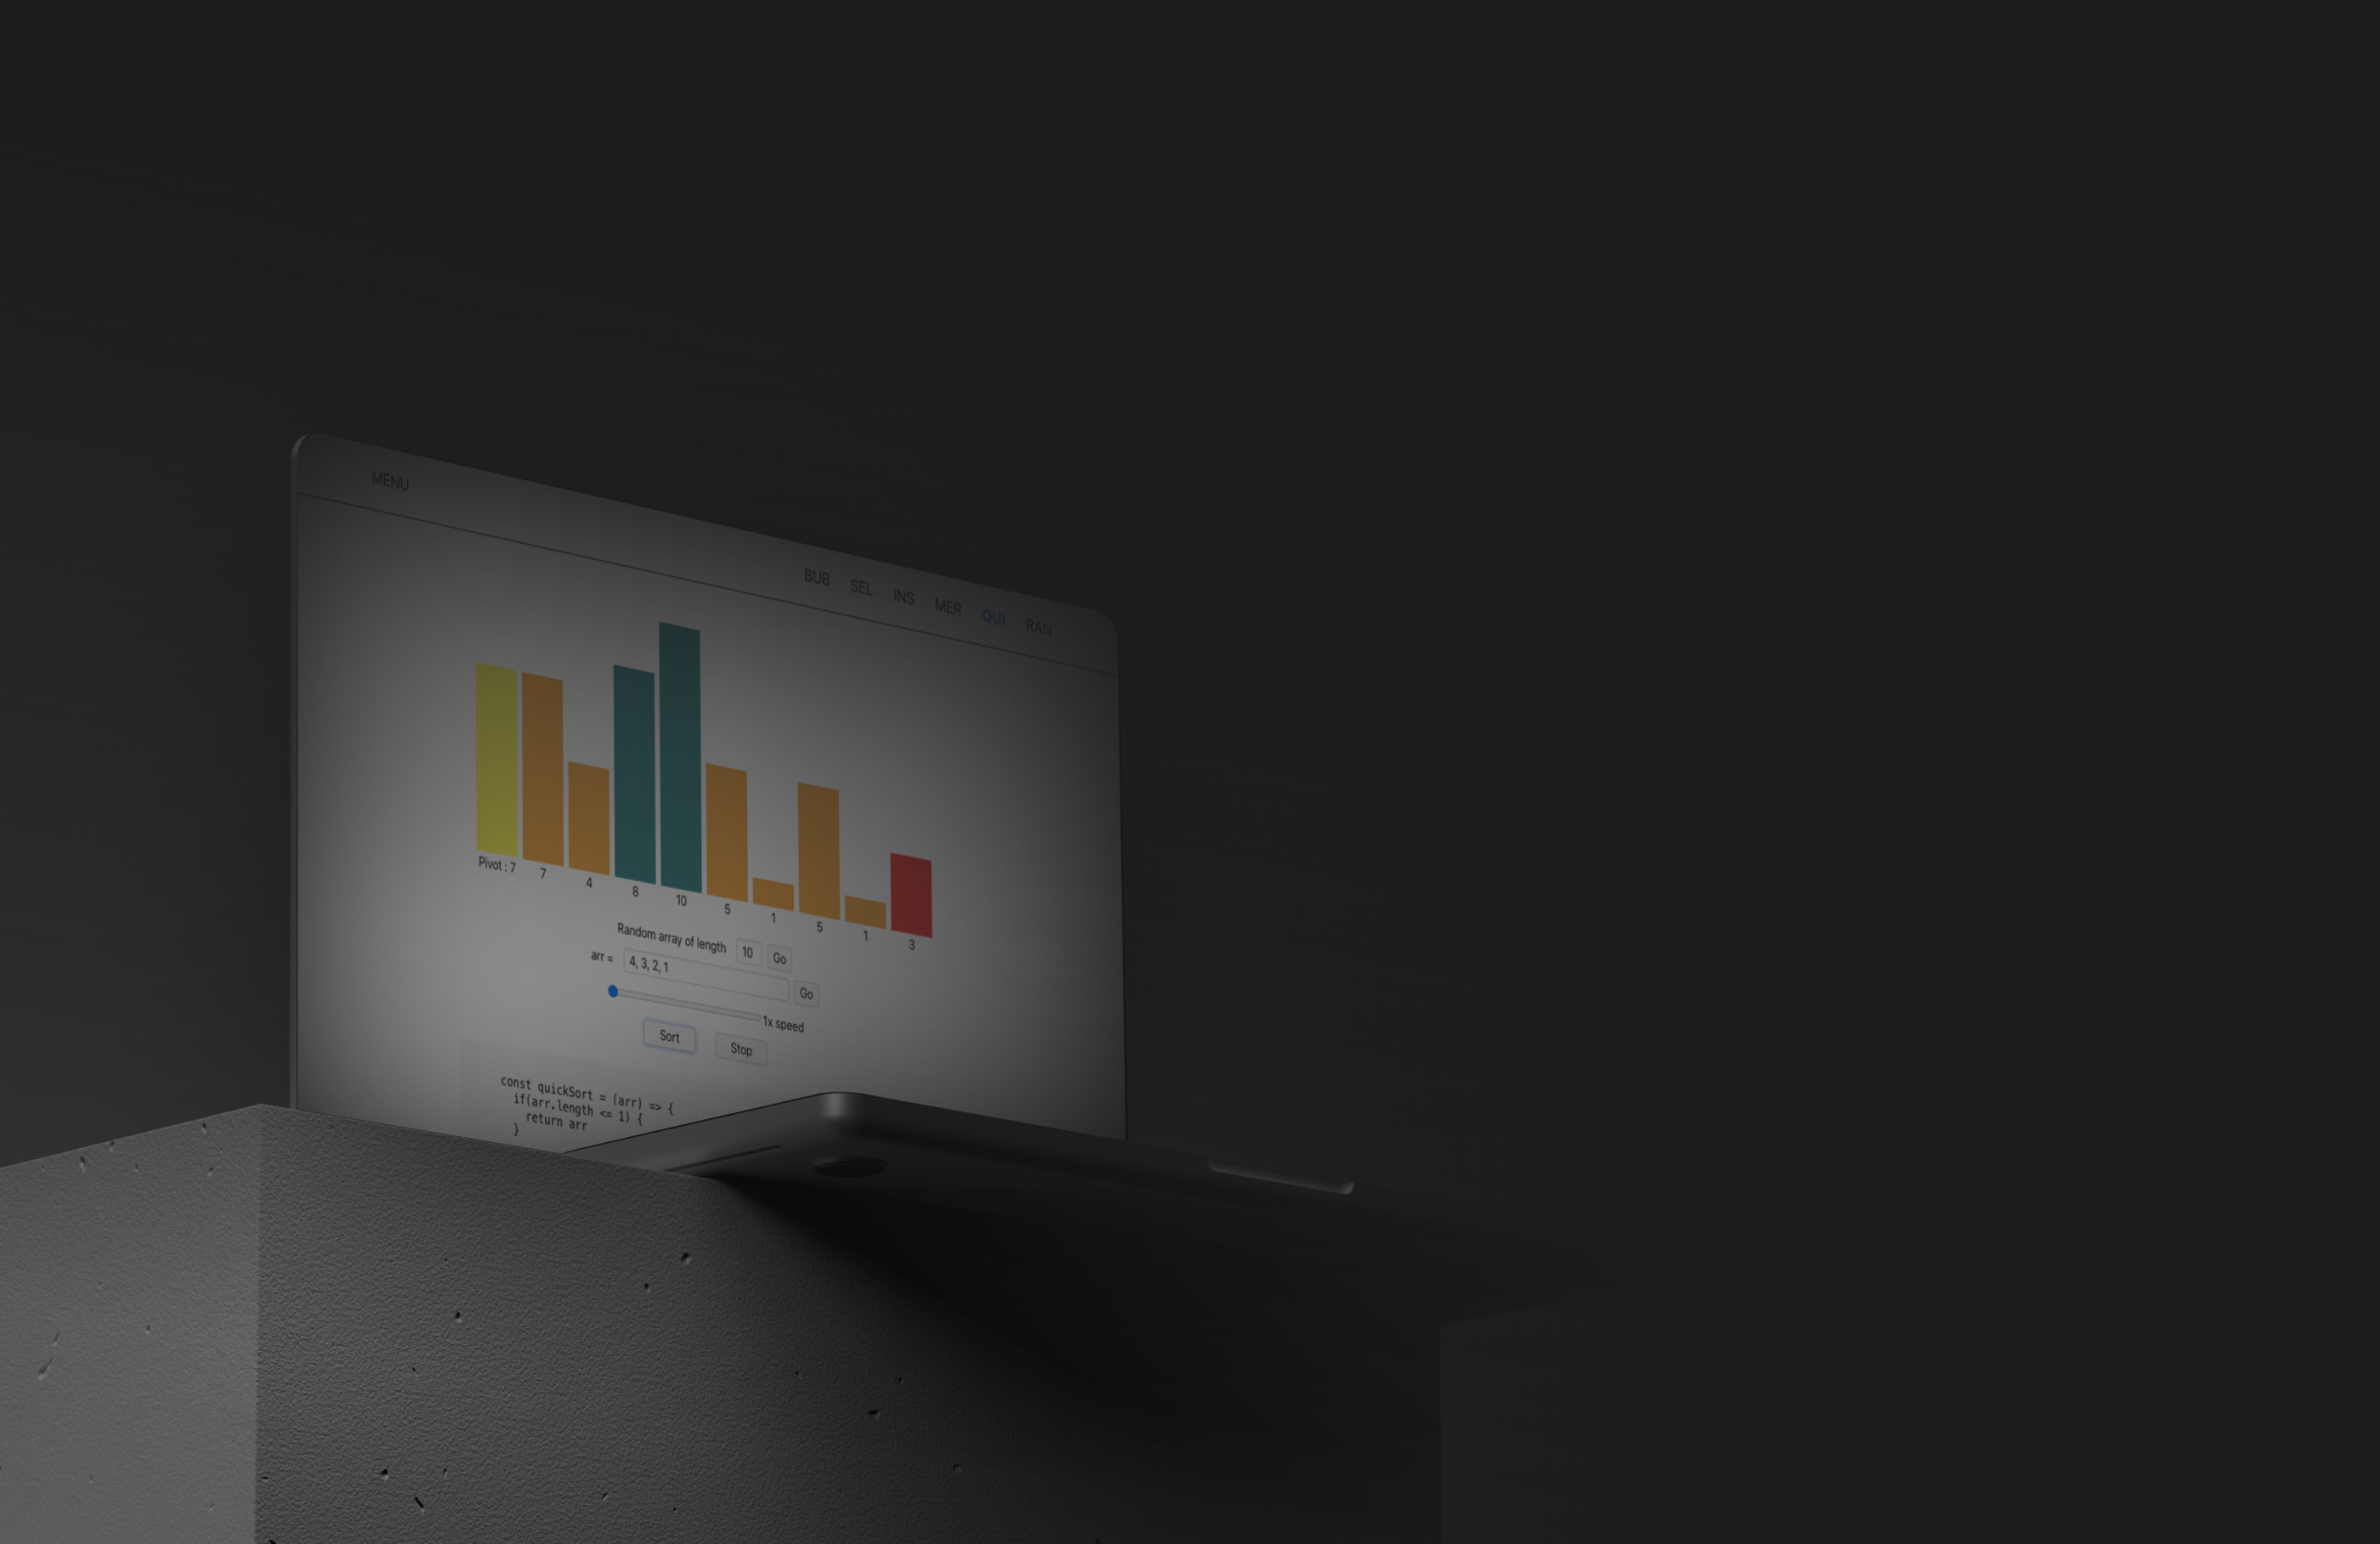 MENU
BUB SEL INS MER QUI RAN
Pivot : 7 7 4 8 10 5 1 5 1 3
Random array of length 10 Go
arr = 4, 3, 2, 1 Go
1x speed
Sort Stop
const quickSort = (arr) => {
if(arr.length <= 1) {
return arr
}